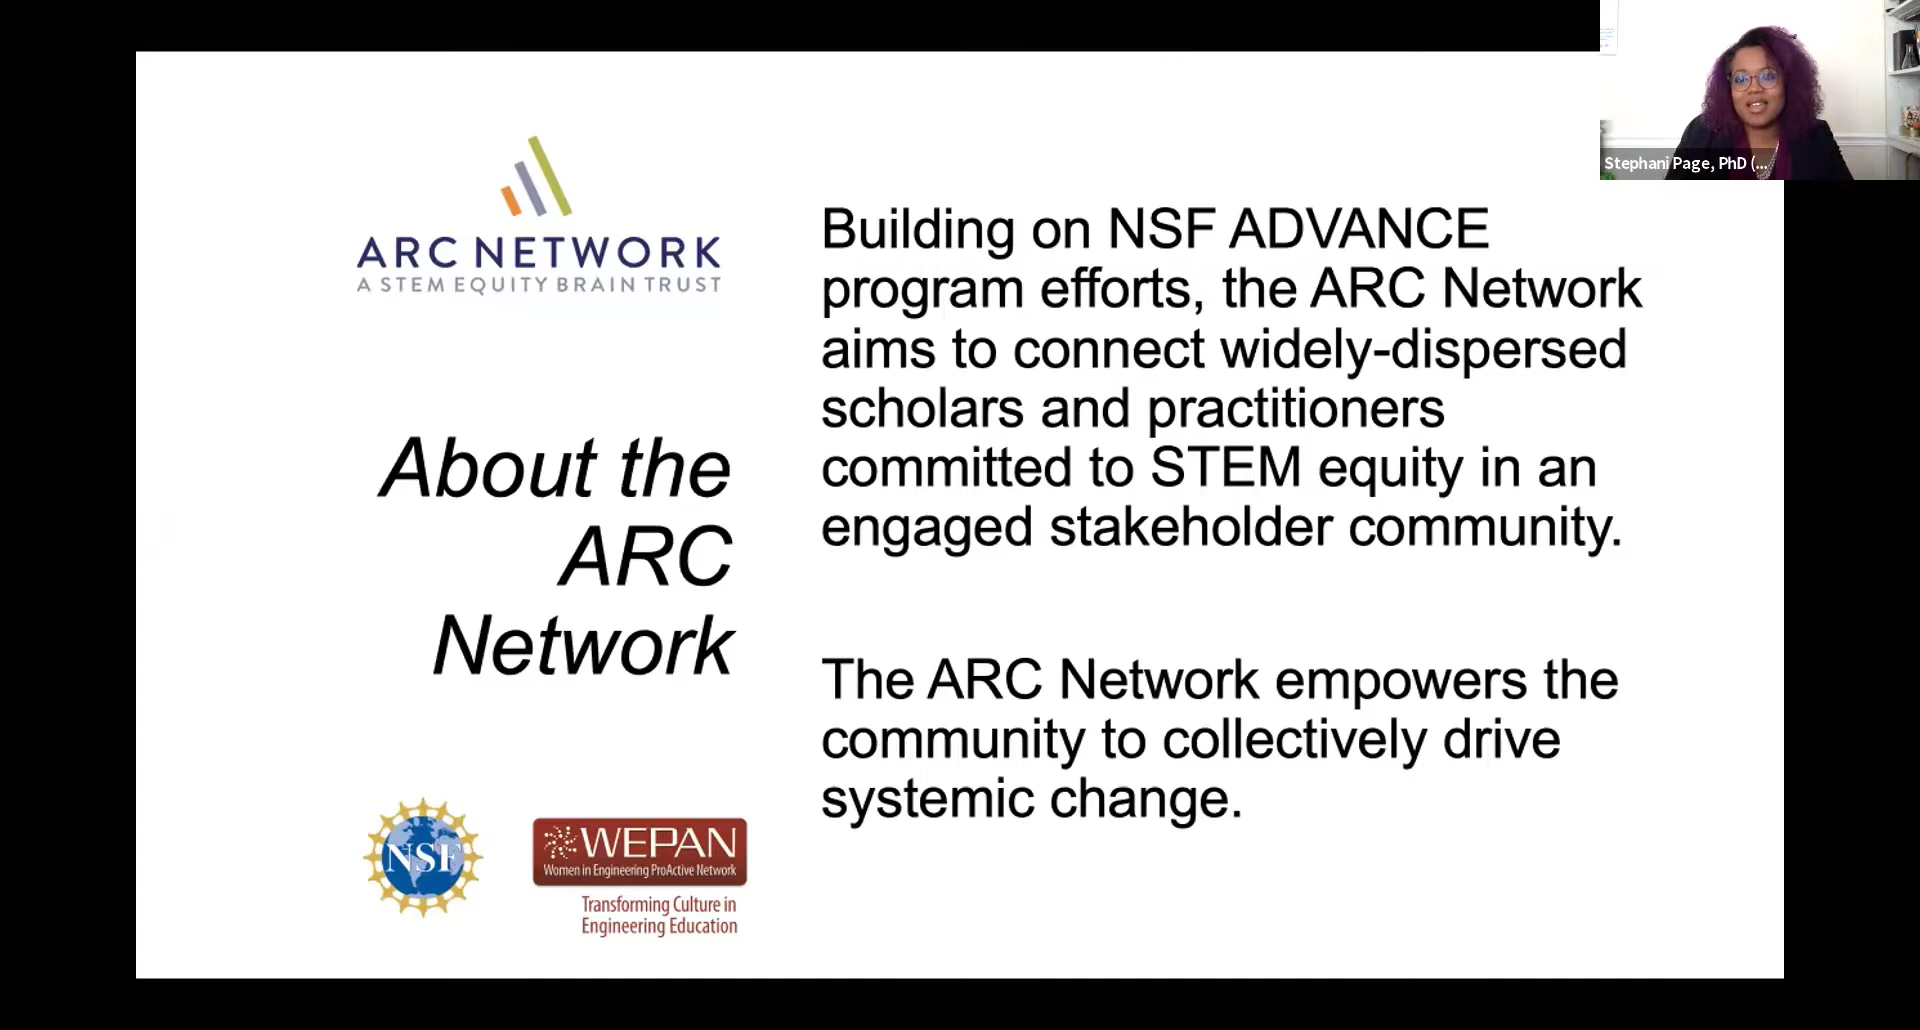 Stephani Page, PhD (...
ARC NETWORK
A STEM EQUITY BRAIN TRUST
About the
ARC
Network
Building on NSF ADVANCE
program efforts, the ARC Network
aims to connect widely-dispersed
scholars and practitioners
committed to STEM equity in an
engaged stakeholder community.
The ARC Network empowers the
community to collectively drive
systemic change.
NSF
WEPAN
Women in Engineering ProActive Network
Transforming Culture in
Engineering Education